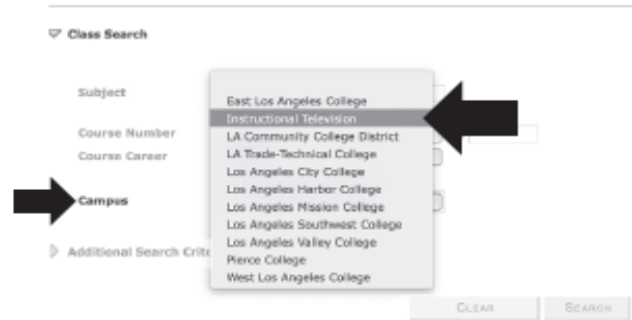 Class Search
Subject
East Los Angeles College
Instructional Television
Course Number
LA Community College District
Course Career
LA Trade-Technical College
Los Angeles City College
Los Angeles Harbor College
Campus
Los Angeles Mission College
Los Angeles Southwest College
Los Angeles Valley College
Additional Search Crite
Pierce College
West Los Angeles College
CLEAR
SEARCH